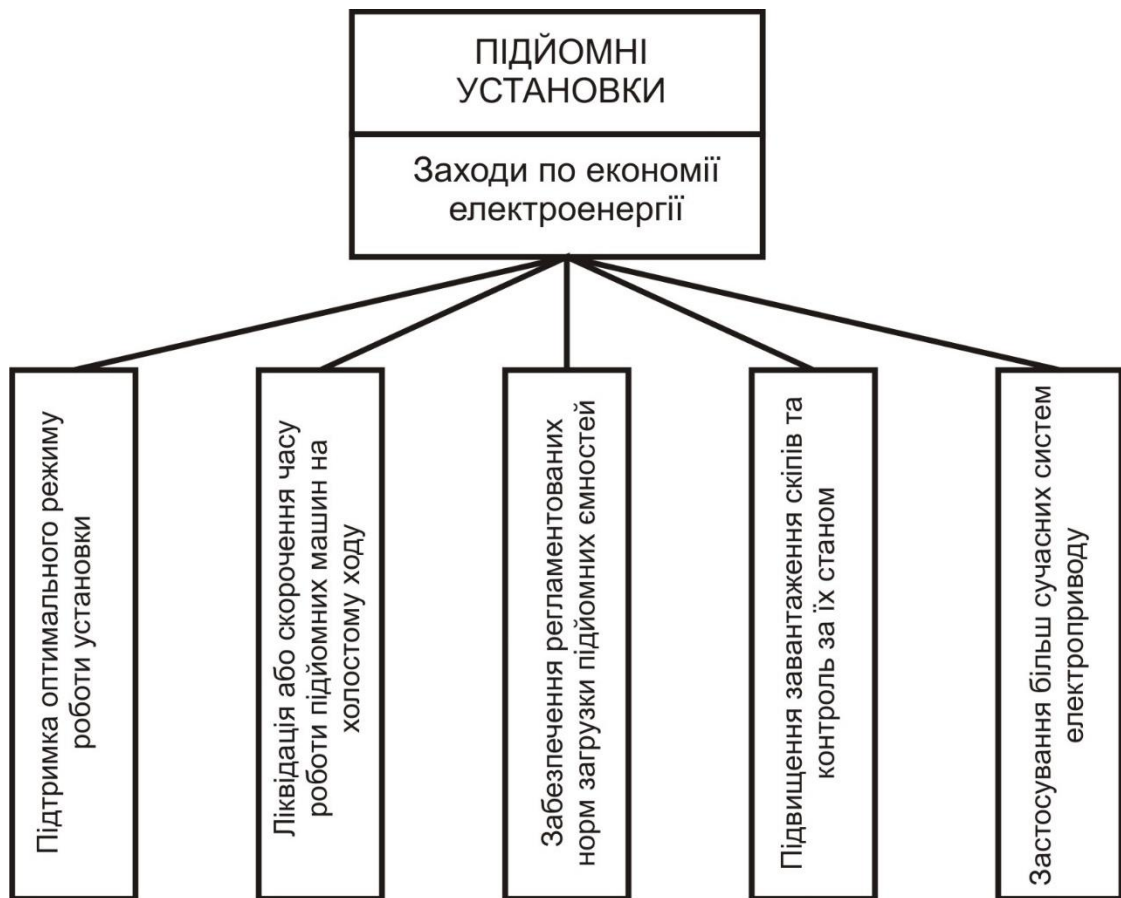 ПІДЙОМНІ
УСТАНОВКИ
Заходи по економії
електроенергії
Підтримка оптимального режиму
роботи установки
Ліквідація або скорочення часу
роботи підйомних машин на
холостому ходу
Забезпечення регламентованих
норм загрузки підйомних ємностей
Підвищення завантаження скіпів та
контроль за їх станом
Застосування більш сучасних систем
електроприводу